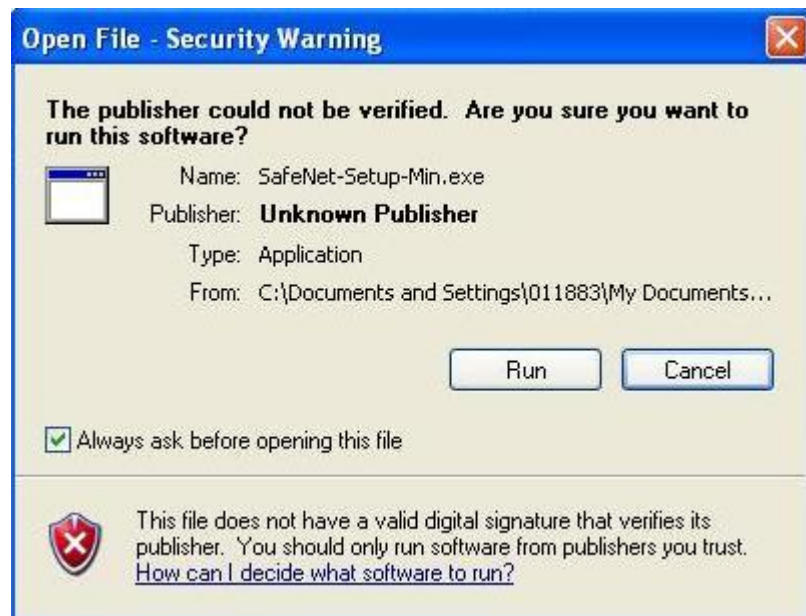 Open File - Security Warning
The publisher could not be verified.  Are you sure you want to
run this software?
Name: SafeNet-Setup-Min.exe
Publisher: Unknown Publisher
Type: Application
From: C:\Documents and Settings\011883\My Documents...
Run Cancel
Always ask before opening this file
This file does not have a valid digital signature that verifies its
publisher.  You should only run software from publishers you trust.
How can I decide what software to run?